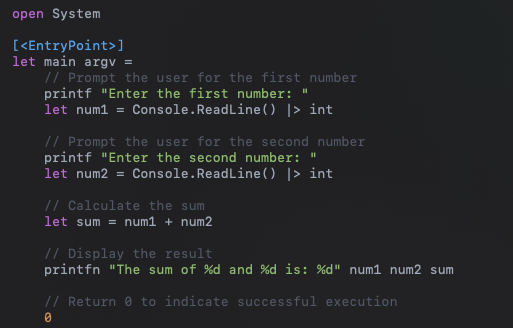 open System
[<EntryPoint>]
let main argv =
    // Prompt the user for the first number
    printf "Enter the first number: "
    let num1 = Console.ReadLine() |> int
    // Prompt the user for the second number
    printf "Enter the second number: "
    let num2 = Console.ReadLine() |> int
    // Calculate the sum
    let sum = num1 + num2
    // Display the result
    printfn "The sum of %d and %d is: %d" num1 num2 sum
    // Return 0 to indicate successful execution
    0